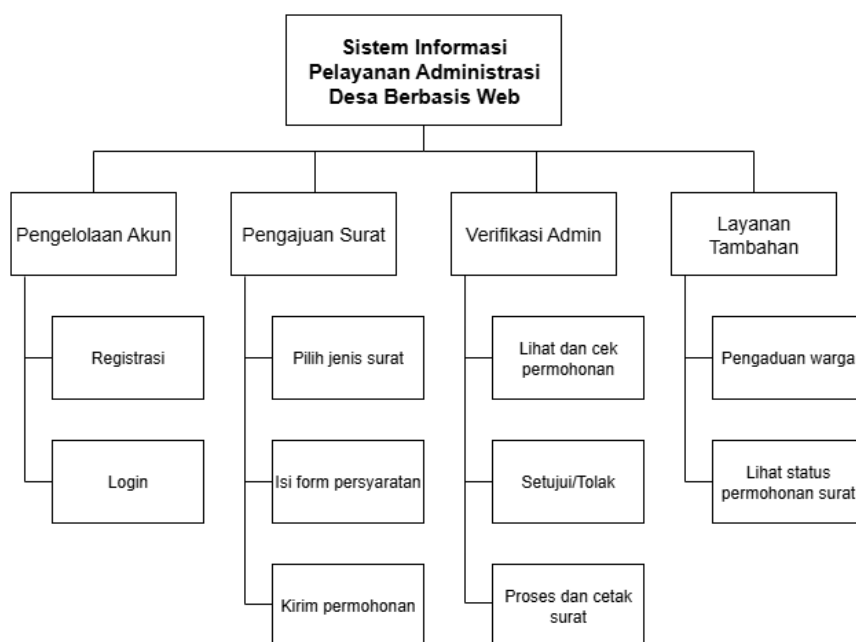 Sistem Informasi
Pelayanan Administrasi
Desa Berbasis Web
Pengelolaan Akun
Pengajuan Surat
Verifikasi Admin
Layanan
Tambahan
Registrasi
Pilih jenis surat
Lihat dan cek
permohonan
Pengaduan warga
Login
Isi form persyaratan
Setujui/Tolak
Lihat status
permohonan surat
Kirim permohonan
Proses dan cetak
surat